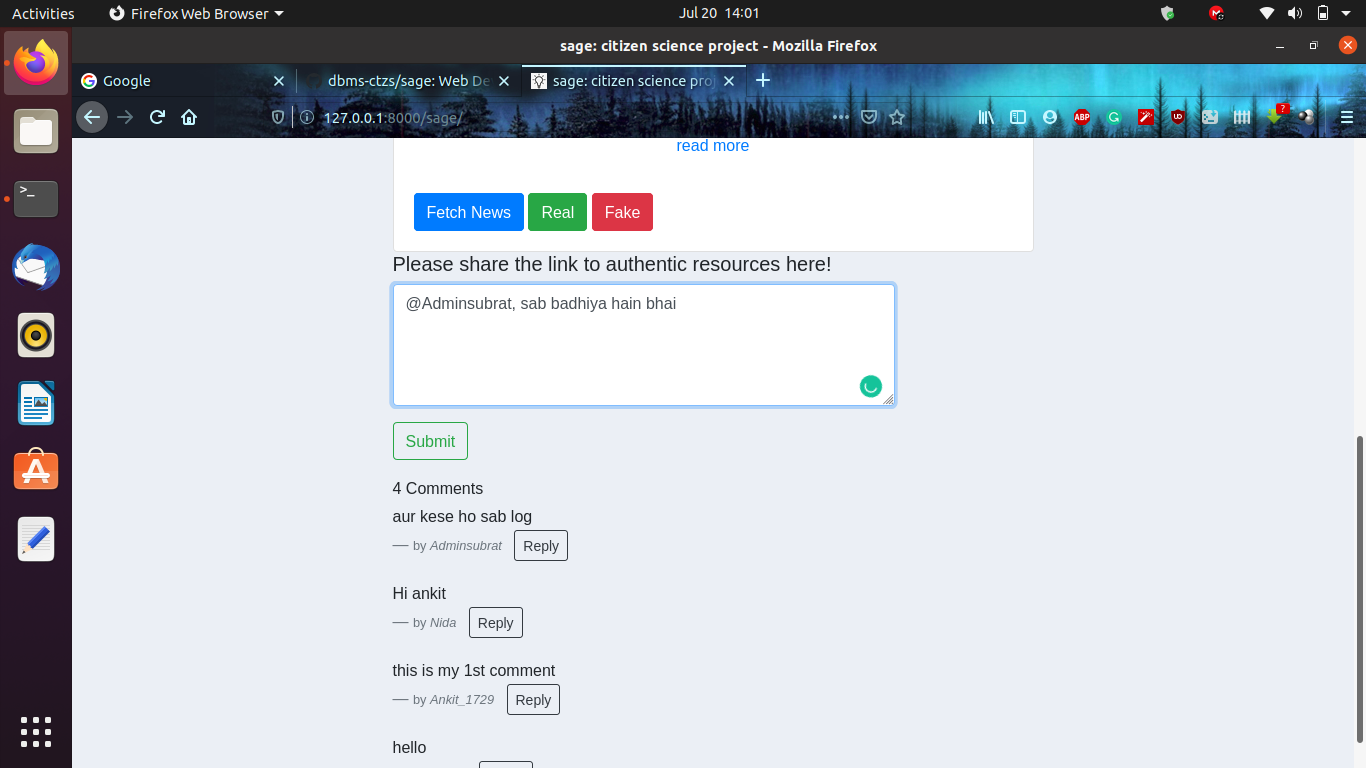 Activities Firefox Web Browser Jul 20 14:01
sage: citizen science project - Mozilla Firefox
Google dbms-ctzs/sage: Web De sage: citizen science pro
127.0.0.1:8000/sage/
read more
Fetch News Real Fake
Please share the link to authentic resources here!
@Adminsubrat, sab badhiya hain bhai
Submit
4 Comments
aur kese ho sab log
— by Adminsubrat Reply
Hi ankit
— by Nida Reply
this is my 1st comment
— by Ankit_1729 Reply
hello